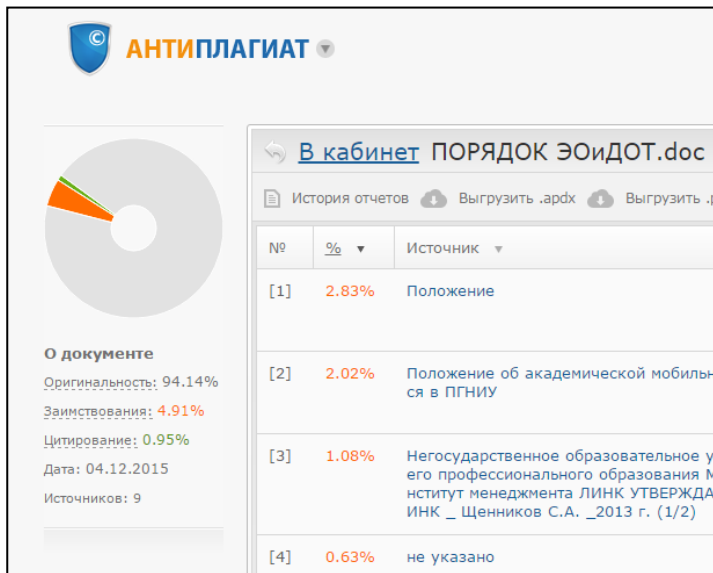 ©
АНТИПЛАГИАТ
В кабинет ПОРЯДОК ЭОиДОТ.doc
История отчетов Выгрузить .apdx Выгрузить
№ % Источник
[1] 2.83% Положение
О документе
Оригинальность: 94.14%
Заимствования: 4.91%
Цитирование: 0.95%
Дата: 04.12.2015
Источников: 9
[2] 2.02% Положение об академической мобильн
ся в ПГНИУ
[3] 1.08% Негосударственное образовательное у
его профессионального образования М
нститут менеджмента ЛИНК УТВЕРЖДА
ИНК _ Щенников С.А. _2013 г. (1/2)
[4] 0.63% не указано